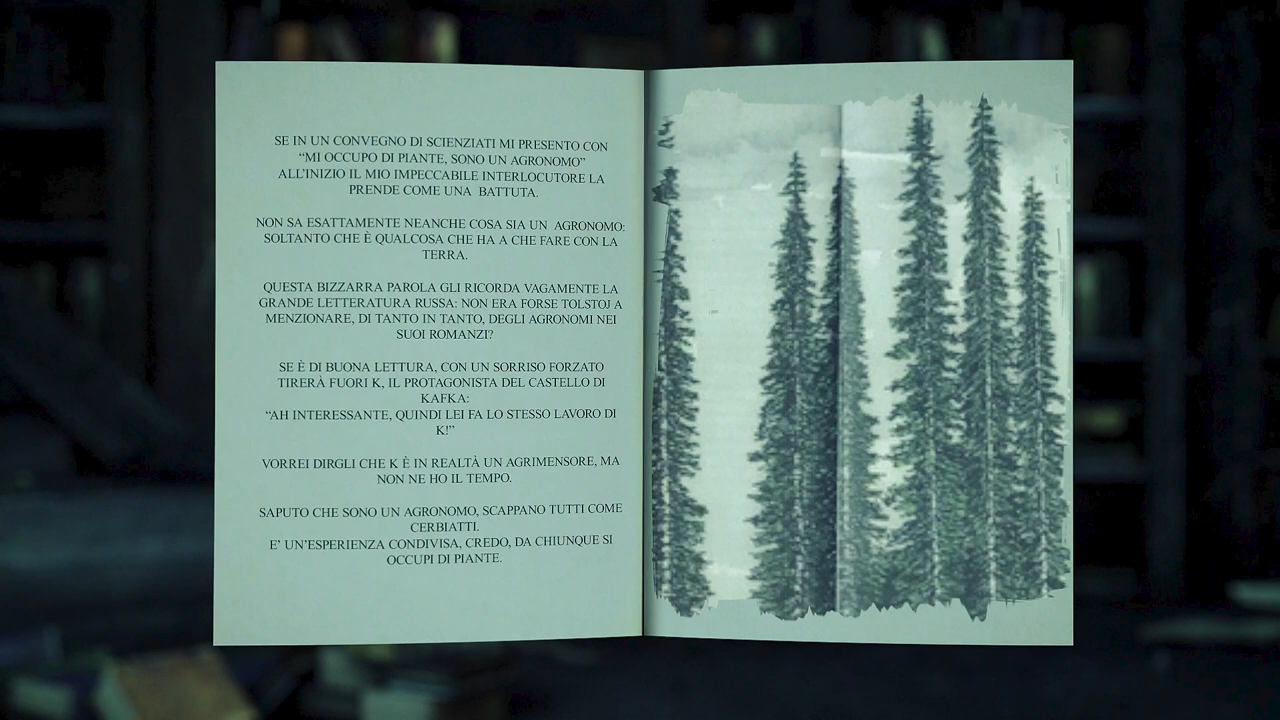 SE IN UN CONVEGNO DI SCIENZIATI MI PRESENTO CON
“MI OCCUPO DI PIANTE, SONO UN AGRONOMO”
ALL'INIZIO IL MIO IMPECCABILE INTERLOCUTORE LA
PRENDE COME UNA BATTUTA.
NON SA ESATTAMENTE NEANCHE COSA SIA UN AGRONOMO:
SOLTANTO CHE È QUALCOSA CHE HA A CHE FARE CON LA
TERRA.
QUESTA BIZZARRA PAROLA GLI RICORDA VAGAMENTE LA
GRANDE LETTERATURA RUSSA: NON ERA FORSE TOLSTOJ A
MENZIONARE, DI TANTO IN TANTO, DEGLI AGRONOMI NEI
SUOI ROMANZI?
SE È DI BUONA LETTURA, CON UN SORRISO FORZATO
TIRERÀ FUORI K, IL PROTAGONISTA DEL CASTELLO DI
KAFKA:
“AH INTERESSANTE, QUINDI LEI FA LO STESSO LAVORO DI
K!”
VORREI DIRGLI CHE K È IN REALTÀ UN AGRIMENSORE, MA
NON NE HO IL TEMPO.
SAPUTO CHE SONO UN AGRONOMO, SCAPPANO TUTTI COME
CERBIATTI.
E' UN'ESPERIENZA CONDIVISA, CREDO, DA CHIUNQUE SI
OCCUPI DI PIANTE.